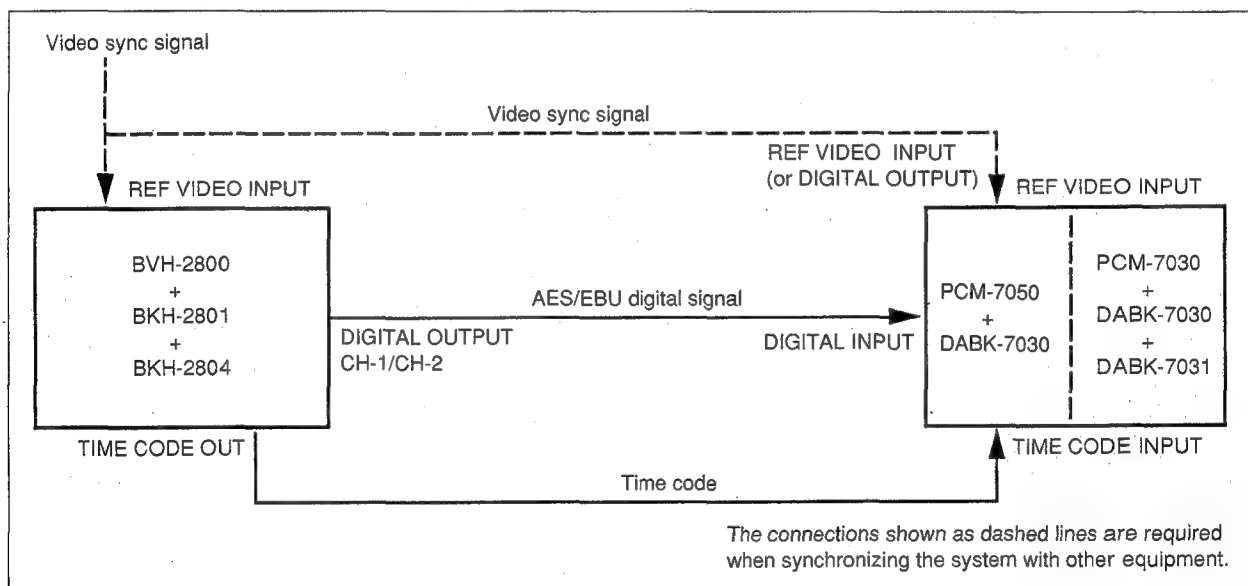 Video sync signal
Video sync signal
REF VIDEO INPUT
(or DIGITAL OUTPUT)
REF VIDEO INPUT
REF VIDEO INPUT
BVH-2800
+
BKH-2801
+
BKH-2804
AES/EBU digital signal
DIGITAL OUTPUT
CH-1/CH-2
DIGITAL INPUT
PCM-7050
+
DABK-7030
PCM-7030
+
DABK-7030
+
DABK-7031
TIME CODE OUT
TIME CODE INPUT
Time code
The connections shown as dashed lines are required
when synchronizing the system with other equipment.